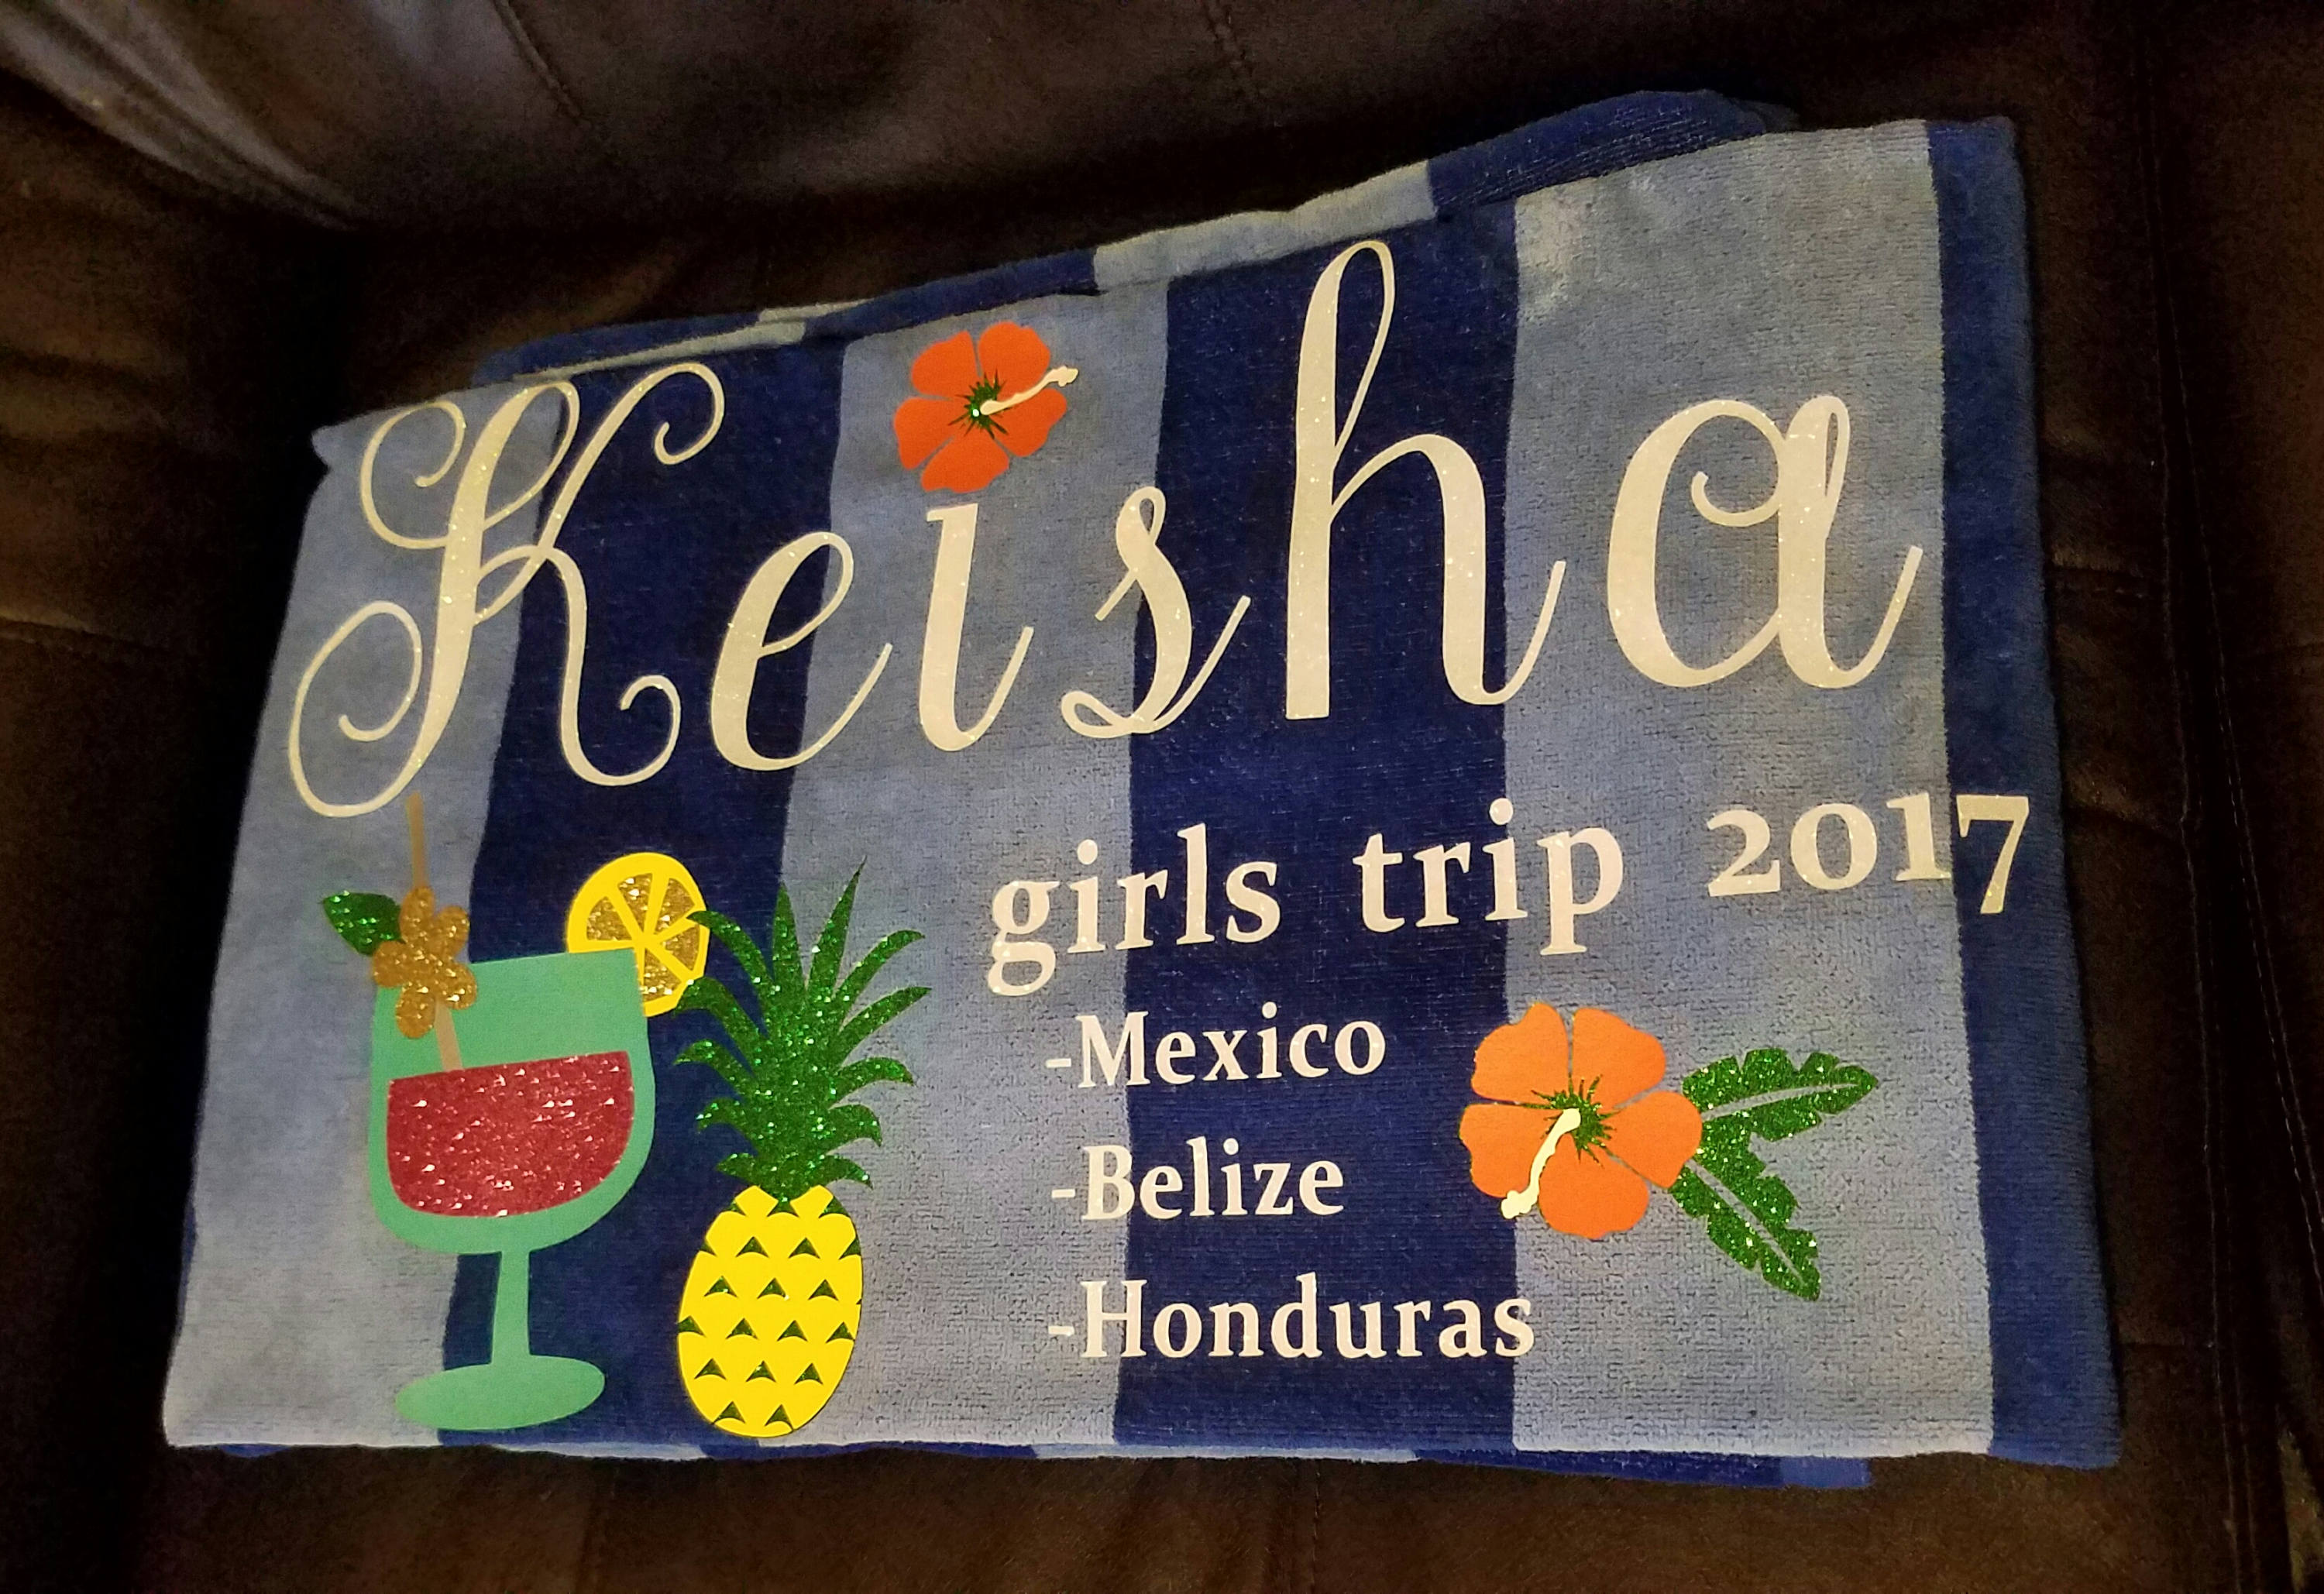 Keisha
girls trip 2017
-Mexico
-Belize
-Honduras